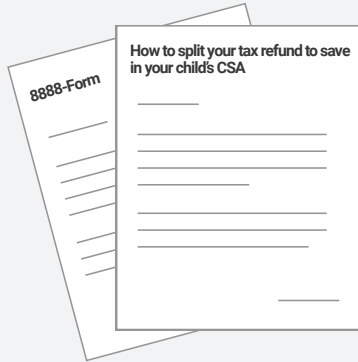 8888-Form
How to split your tax refund to save
in your child's CSA